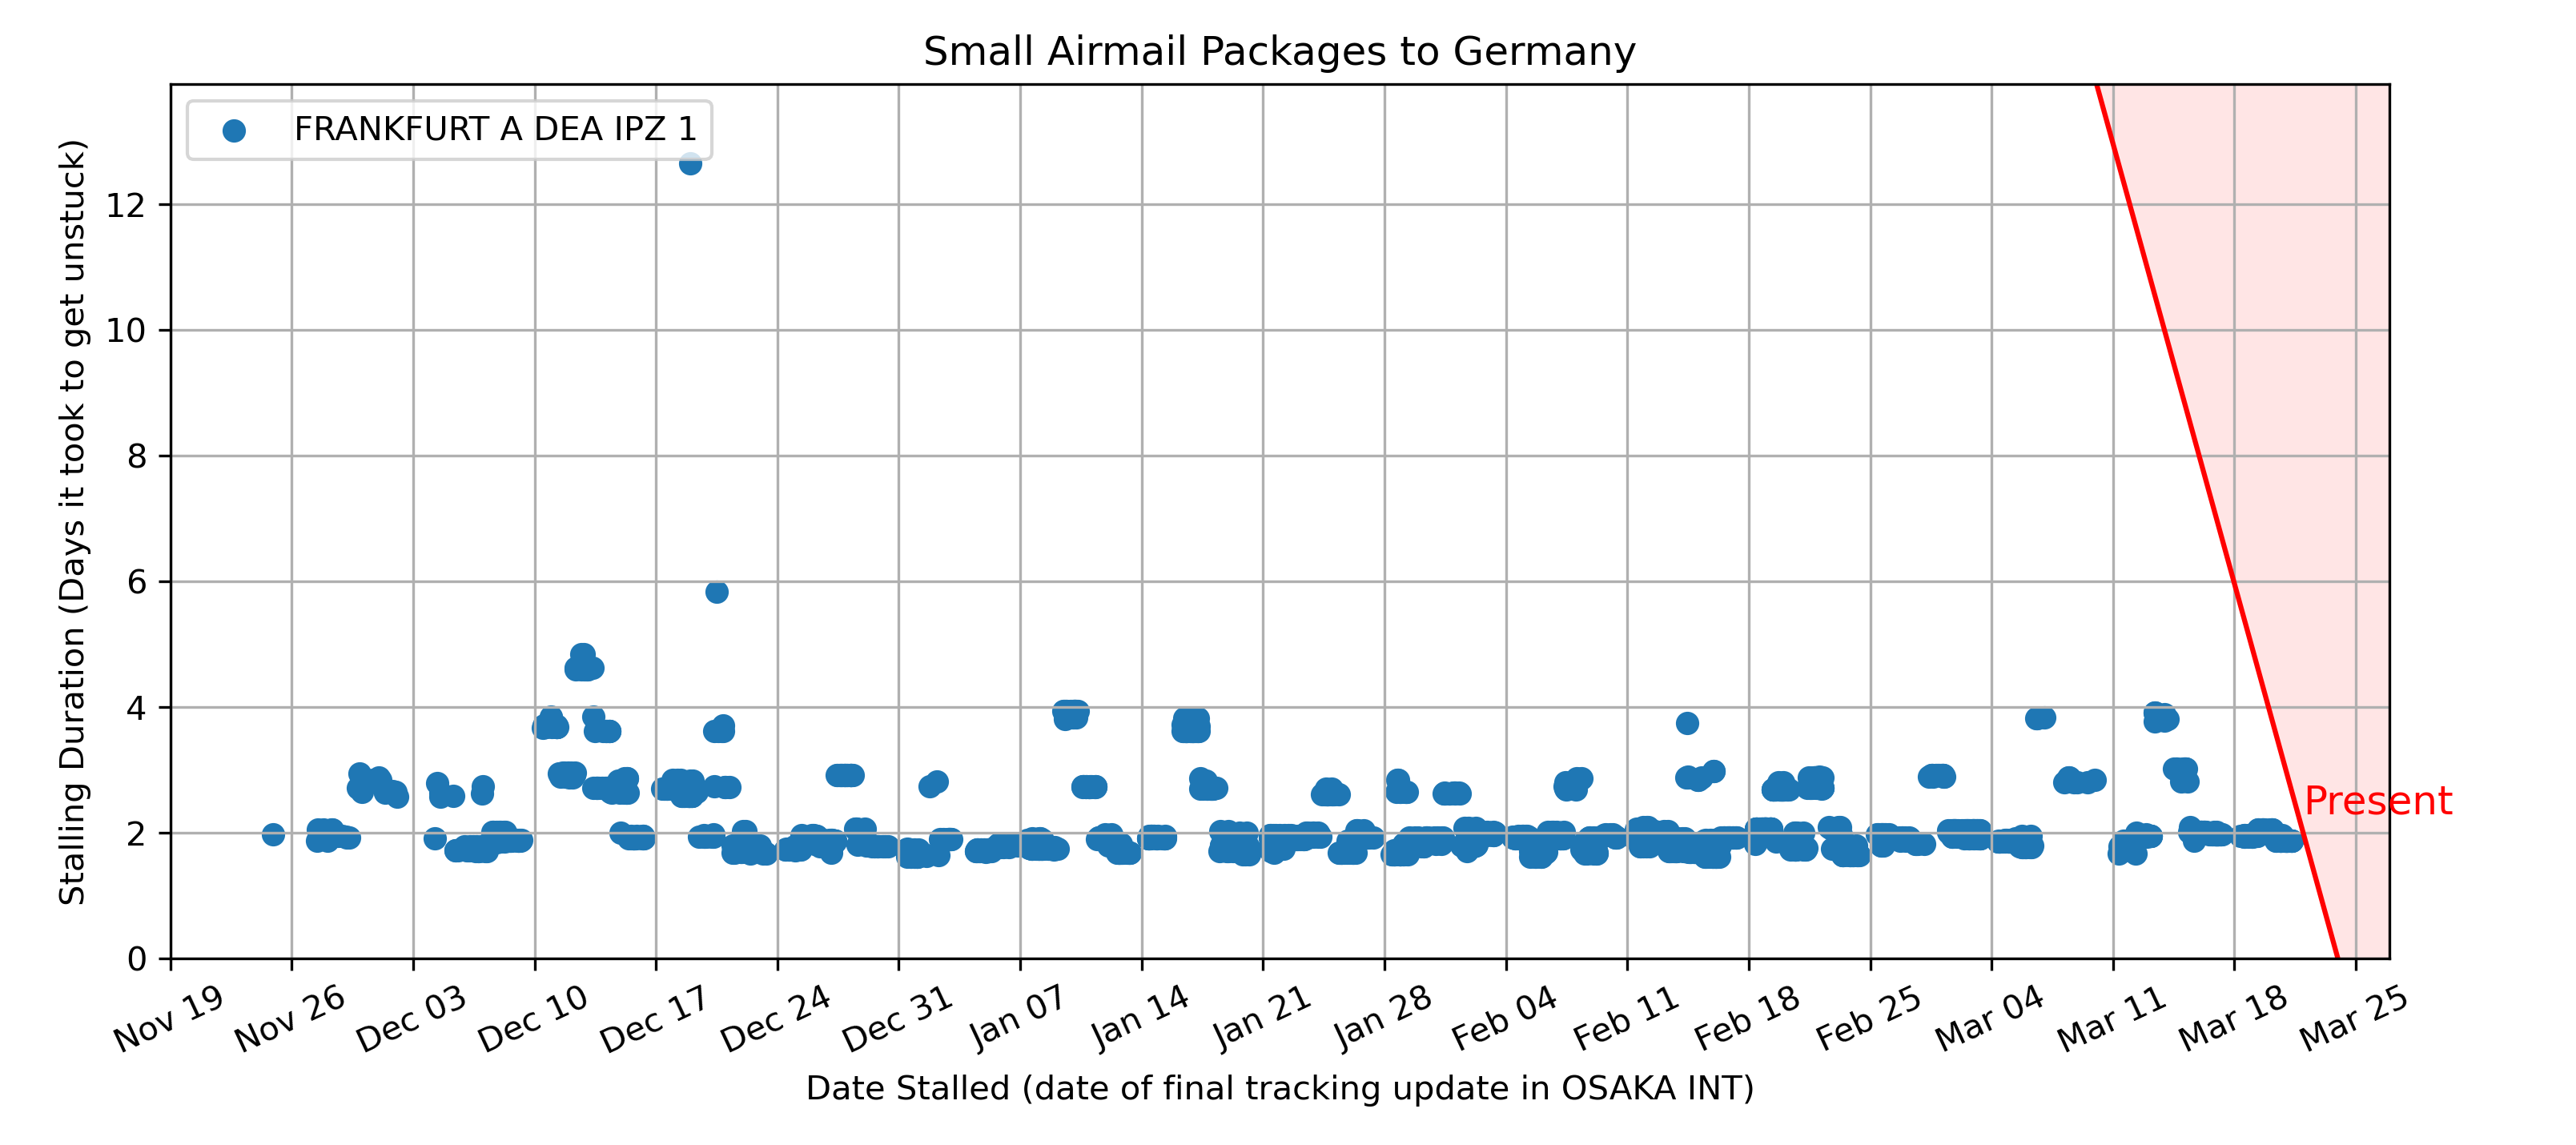 Small Airmail Packages to Germany
FRANKFURT A DEA IPZ 1
Stalling Duration (Days it took to get unstuck)
12
10
8
6
4
2
0
Present
Nov 19
Nov 26
Dec 03
Dec 10
Dec 17
Dec 24
Dec 31
Jan 07
Jan 14
Jan 21
Jan 28
Feb 04
Feb 11
Feb 18
Feb 25
Mar 04
Mar 11
Mar 18
Mar 25
Date Stalled (date of final tracking update in OSAKA INT)